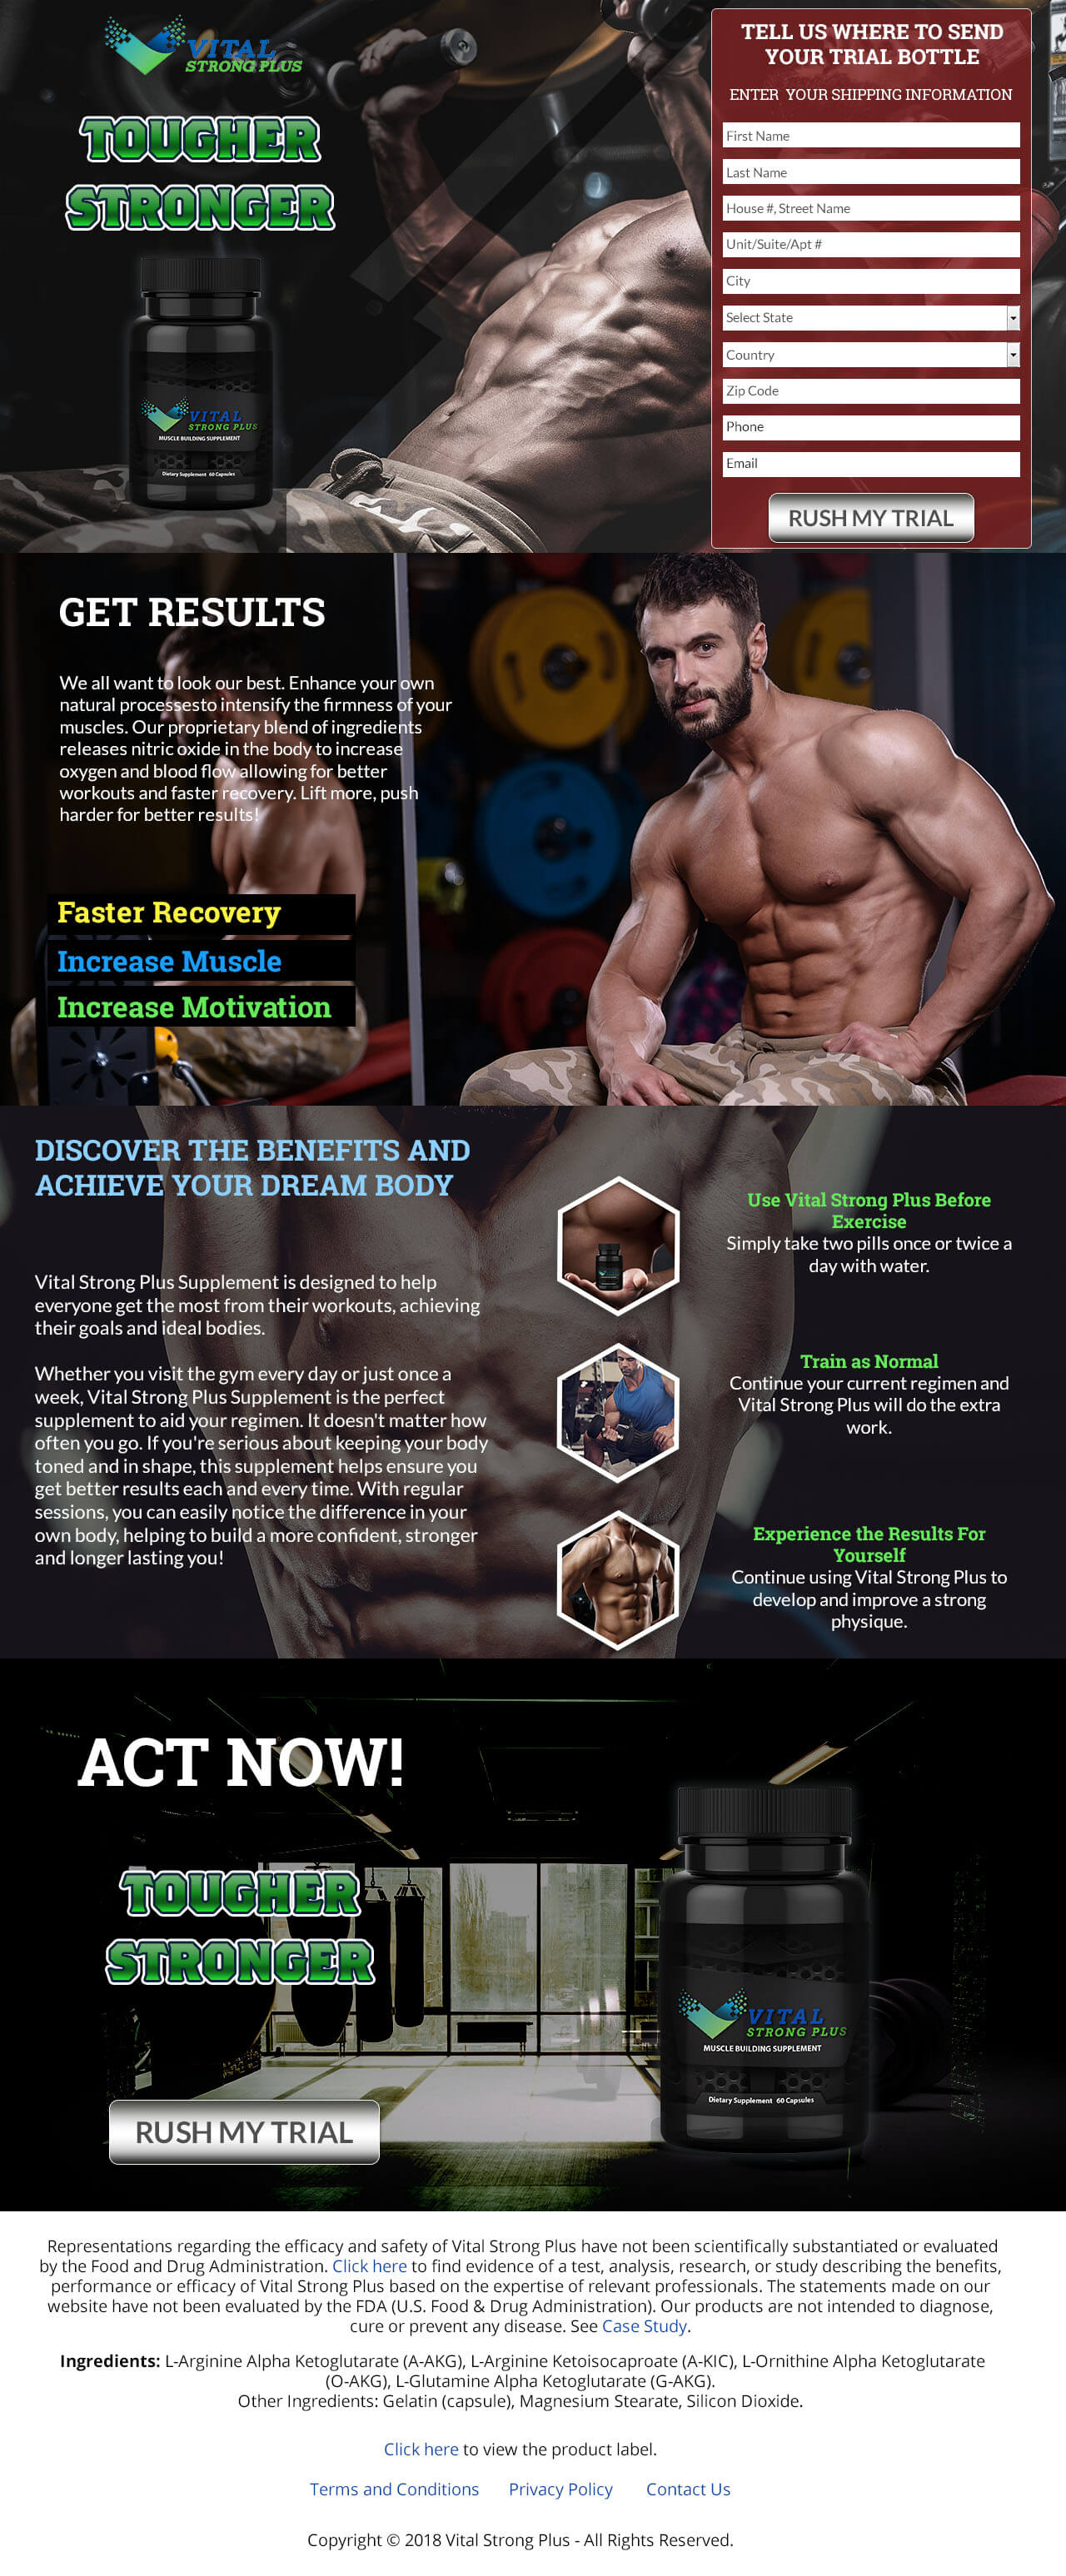 VITAL
STRONG PLUS
TOUGHER
STRONGER
VITAL
STRONG PLUS
MUSCLE BUILDING SUPPLEMENT
Dietary Supplement 60 Capsules
TELL US WHERE TO SEND
YOUR TRIAL BOTTLE
ENTER YOUR SHIPPING INFORMATION
First Name
Last Name
House #, Street Name
Unit/Suite/Apt #
City
Select State
Country
Zip Code
Phone
Email
RUSH MY TRIAL
GET RESULTS
We all want to look our best. Enhance your own
natural processesto intensify the firmness of your
muscles. Our proprietary blend of ingredients
releases nitric oxide in the body to increase
oxygen and blood flow allowing for better
workouts and faster recovery. Lift more, push
harder for better results!
Faster Recovery
Increase Muscle
Increase Motivation
DISCOVER THE BENEFITS AND
ACHIEVE YOUR DREAM BODY
Vital Strong Plus Supplement is designed to help
everyone get the most from their workouts, achieving
their goals and ideal bodies.
Whether you visit the gym every day or just once a
week, Vital Strong Plus Supplement is the perfect
supplement to aid your regimen. It doesn't matter how
often you go. If you're serious about keeping your body
toned and in shape, this supplement helps ensure you
get better results each and every time. With regular
sessions, you can easily notice the difference in your
own body, helping to build a more confident, stronger
and longer lasting you!
Use Vital Strong Plus Before
Exercise
Simply take two pills once or twice a
day with water.
Train as Normal
Continue your current regimen and
Vital Strong Plus will do the extra
work.
Experience the Results For
Yourself
Continue using Vital Strong Plus to
develop and improve a strong
physique.
ACT NOW!
TOUGHER
STRONGER
RUSH MY TRIAL
VITAL
STRONG PLUS
MUSCLE BUILDING SUPPLEMENT
Dietary Supplement 60 Capsules
Representations regarding the efficacy and safety of Vital Strong Plus have not been scientifically substantiated or evaluated
by the Food and Drug Administration. Click here to find evidence of a test, analysis, research, or study describing the benefits,
performance or efficacy of Vital Strong Plus based on the expertise of relevant professionals. The statements made on our
website have not been evaluated by the FDA (U.S. Food & Drug Administration). Our products are not intended to diagnose,
cure or prevent any disease. See Case Study.
Ingredients: L-Arginine Alpha Ketoglutarate (A-AKG), L-Arginine Ketoisocaproate (A-KIC), L-Ornithine Alpha Ketoglutarate
(O-AKG), L-Glutamine Alpha Ketoglutarate (G-AKG).
Other Ingredients: Gelatin (capsule), Magnesium Stearate, Silicon Dioxide.
Click here to view the product label.
Terms and Conditions Privacy Policy Contact Us
Copyright © 2018 Vital Strong Plus - All Rights Reserved.